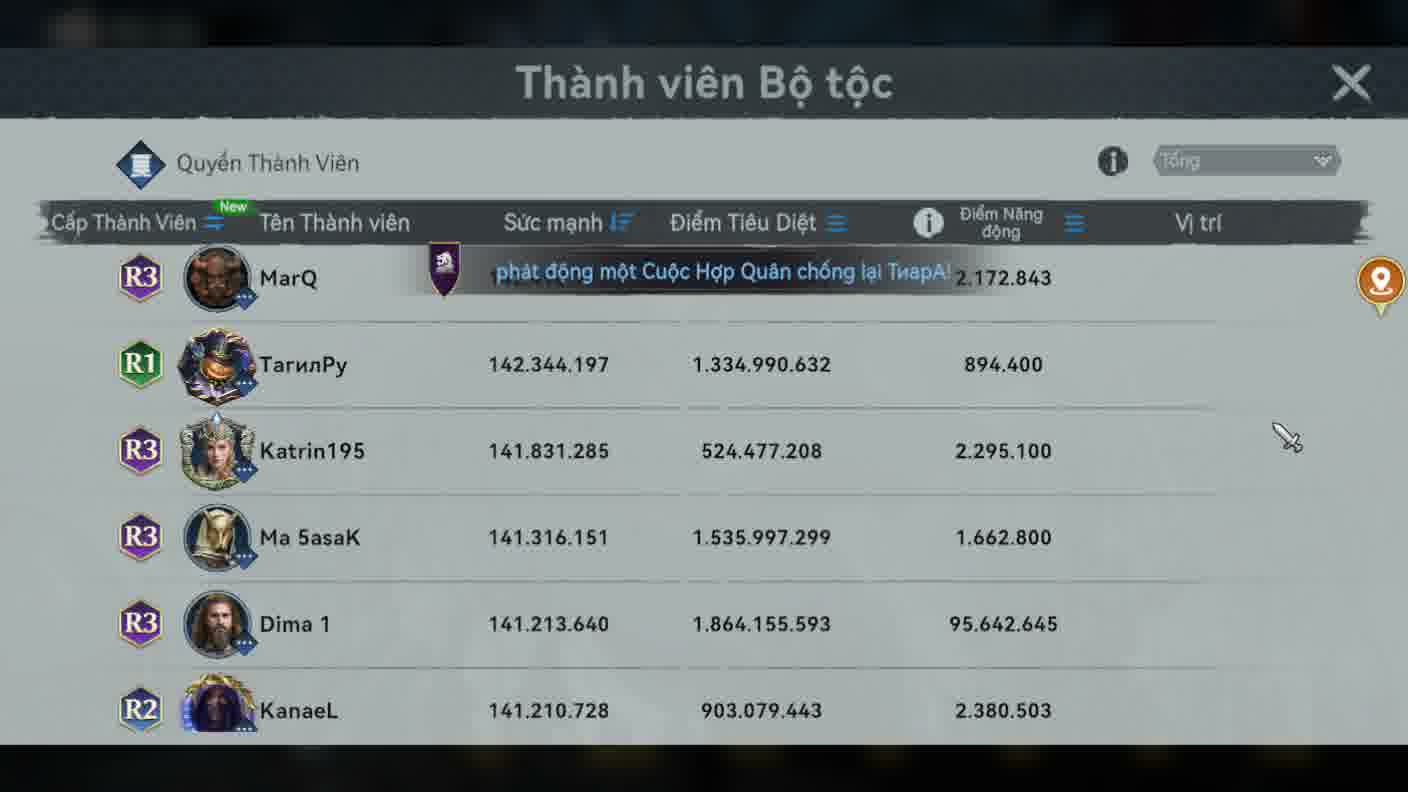 Thành viên Bộ tộc
Quyển Thành Viên
Tổng
Cấp Thành Viên New Tên Thành viên Sức mạnh Điểm Tiêu Diệt Điểm Năng động Vị trí
phát động một Cuộc Hợp Quân chống lại ТиарА!
R3 MarQ 2.172.843
R1 ТагилРу 142.344.197 1.334.990.632 894.400
R3 Katrin195 141.831.285 524.477.208 2.295.100
R3 Ma 5asaK 141.316.151 1.535.997.299 1.662.800
R3 Dima 1 141.213.640 1.864.155.593 95.642.645
R2 KanaeL 141.210.728 903.079.443 2.380.503